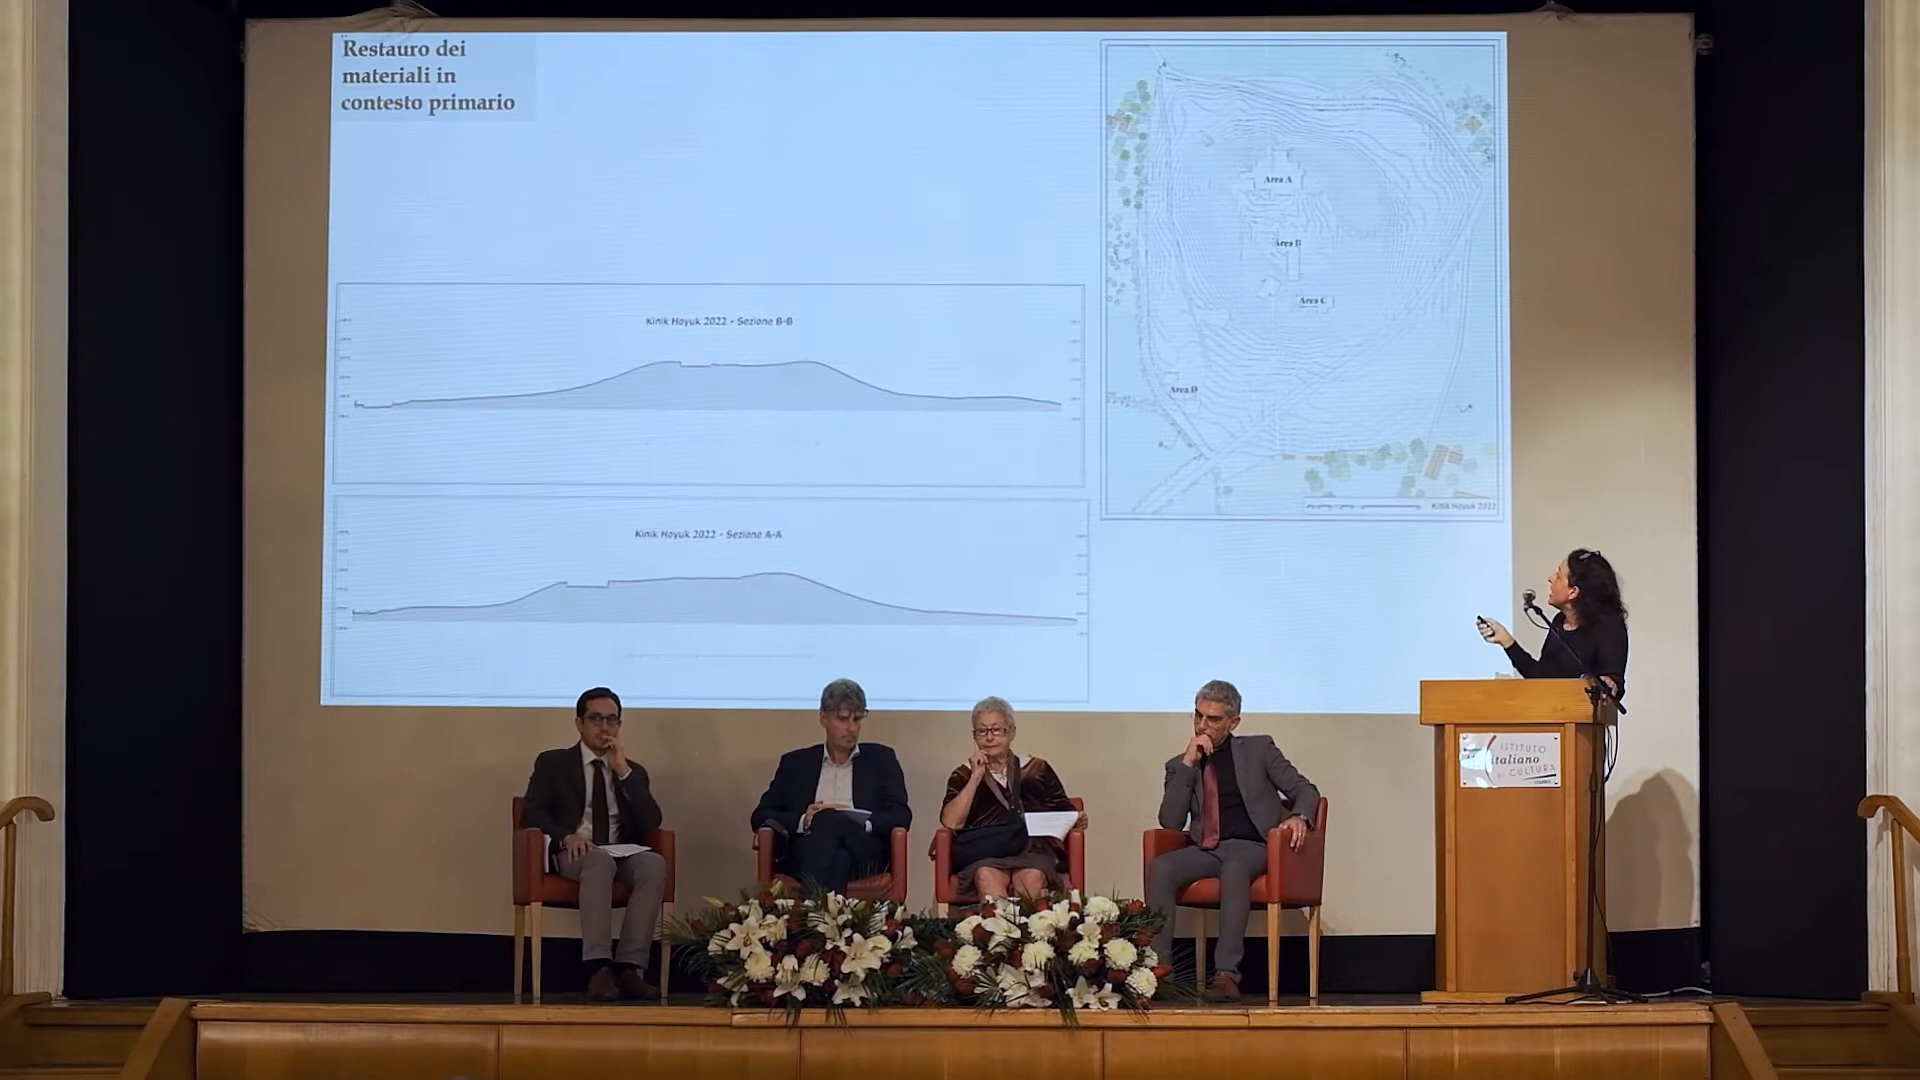 Restauro dei
materiali in
contesto primario
Kinik Hoyuk 2022 - Sezione B-B
Kinik Hoyuk 2022 - Sezione A-A
Area A
Area B
Area C
Area D
Kinik Hoyuk 2022
ISTITUTO
italiano
DI CULTURA